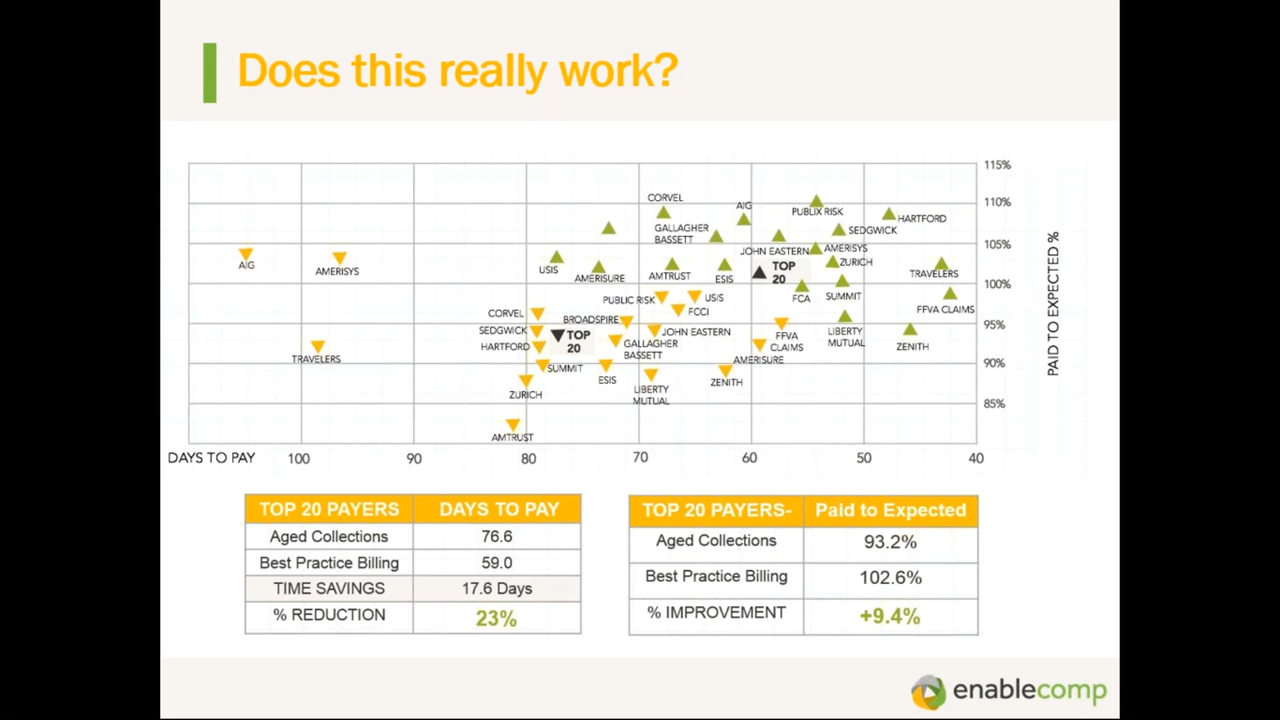 Does this really work?
115%
CORVEL
110%
AIG
PUBLIX RISK
HARTFORD
GALLAGHER
BASSETT
SEDGWICK
105%
JOHN EASTERN
AMERISYS
AIG
AMERISYS
USIS
AMERISURE
AMTRUST
ESIS
TOP
20
ZURICH
TRAVELERS
100%
PUBLIC RISK
USIS
FCCI
FCA
SUMMIT
FFVA CLAIMS
CORVEL
BROADSPIRE
95%
SEDGWICK
TOP
20
JOHN EASTERN
FFVA
CLAIMS
LIBERTY
MUTUAL
ZENITH
HARTFORD
GALLAGHER
BASSETT
TRAVELERS
AMERISURE
90%
SUMMIT
ESIS
ZENITH
ZURICH
LIBERTY
MUTUAL
85%
AMTRUST
PAID TO EXPECTED %
DAYS TO PAY 100 90 80 70 60 50 40
TOP 20 PAYERS DAYS TO PAY
Aged Collections 76.6
Best Practice Billing 59.0
TIME SAVINGS 17.6 Days
% REDUCTION 23%
TOP 20 PAYERS- Paid to Expected
Aged Collections 93.2%
Best Practice Billing 102.6%
% IMPROVEMENT +9.4%
enablecomp